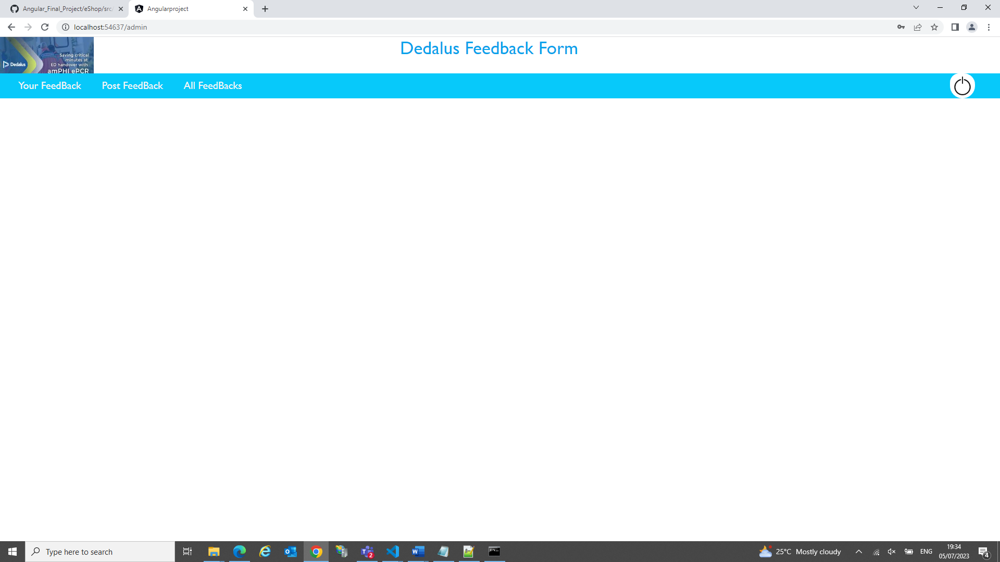 Angular_Final_Project/eShop/src/
Angularproject
localhost:54637/admin
Saving critical
minutes at
ED handover with
amPHI ePCR
Dedalus
Dedalus Feedback Form
Your FeedBack
Post FeedBack
All FeedBacks
Type here to search
2
25°C Mostly cloudy
ENG
19:34
05/07/2023
4